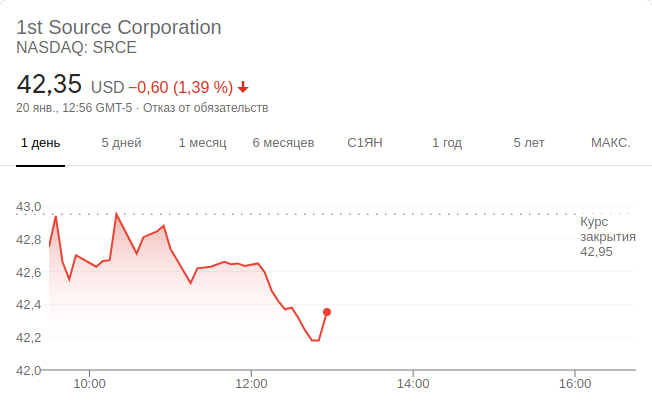 1st Source Corporation
NASDAQ: SRCE
42,35 USD −0,60 (1,39 %)
20 янв., 12:56 GMT-5 · Отказ от обязательств
1 день 5 дней 1 месяц 6 месяцев С1ЯН 1 год 5 лет МАКС.
43,0
Курс
закрытия
42,95
42,8
42,6
42,4
42,2
42,0
10:00 12:00 14:00 16:00